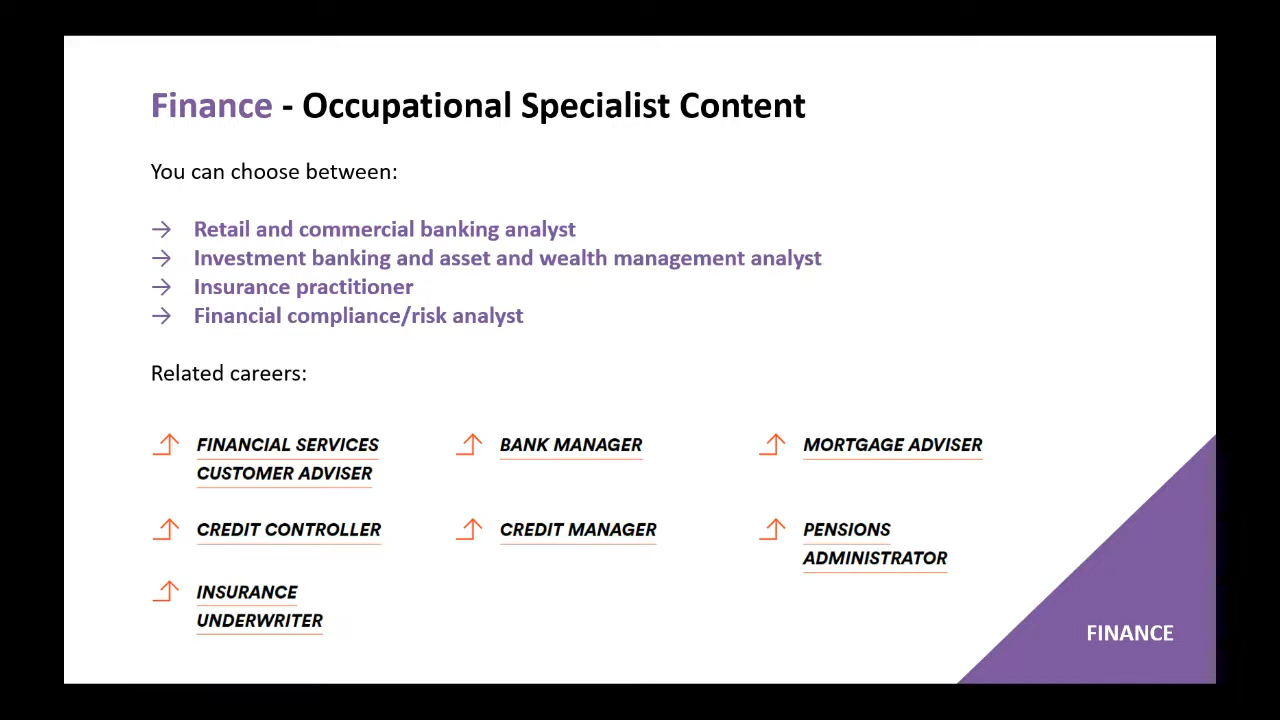 Finance - Occupational Specialist Content
You can choose between:
→ Retail and commercial banking analyst
→ Investment banking and asset and wealth management analyst
→ Insurance practitioner
→ Financial compliance/risk analyst
Related careers:
FINANCIAL SERVICES
CUSTOMER ADVISER
BANK MANAGER
MORTGAGE ADVISER
CREDIT CONTROLLER
CREDIT MANAGER
PENSIONS
ADMINISTRATOR
INSURANCE
UNDERWRITER
FINANCE